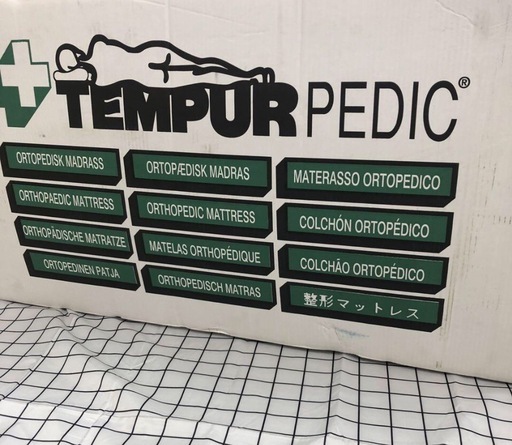 TEMPUR PEDIC®
ORTOPEDISK MADRASS
ORTHOPAEDIC MATTRESS
ORTHOPÄDISCHE MATRATZE
ORTOPEDINEN PATJA
ORTOPÆDISK MADRAS
ORTHOPEDIC MATTRESS
MATELAS ORTHOPÉDIQUE
ORTHOPEDISCH MATRAS
MATERASSO ORTOPEDICO
COLCHÓN ORTOPÉDICO
COLCHÃO ORTOPÉDICO
整形マットレス